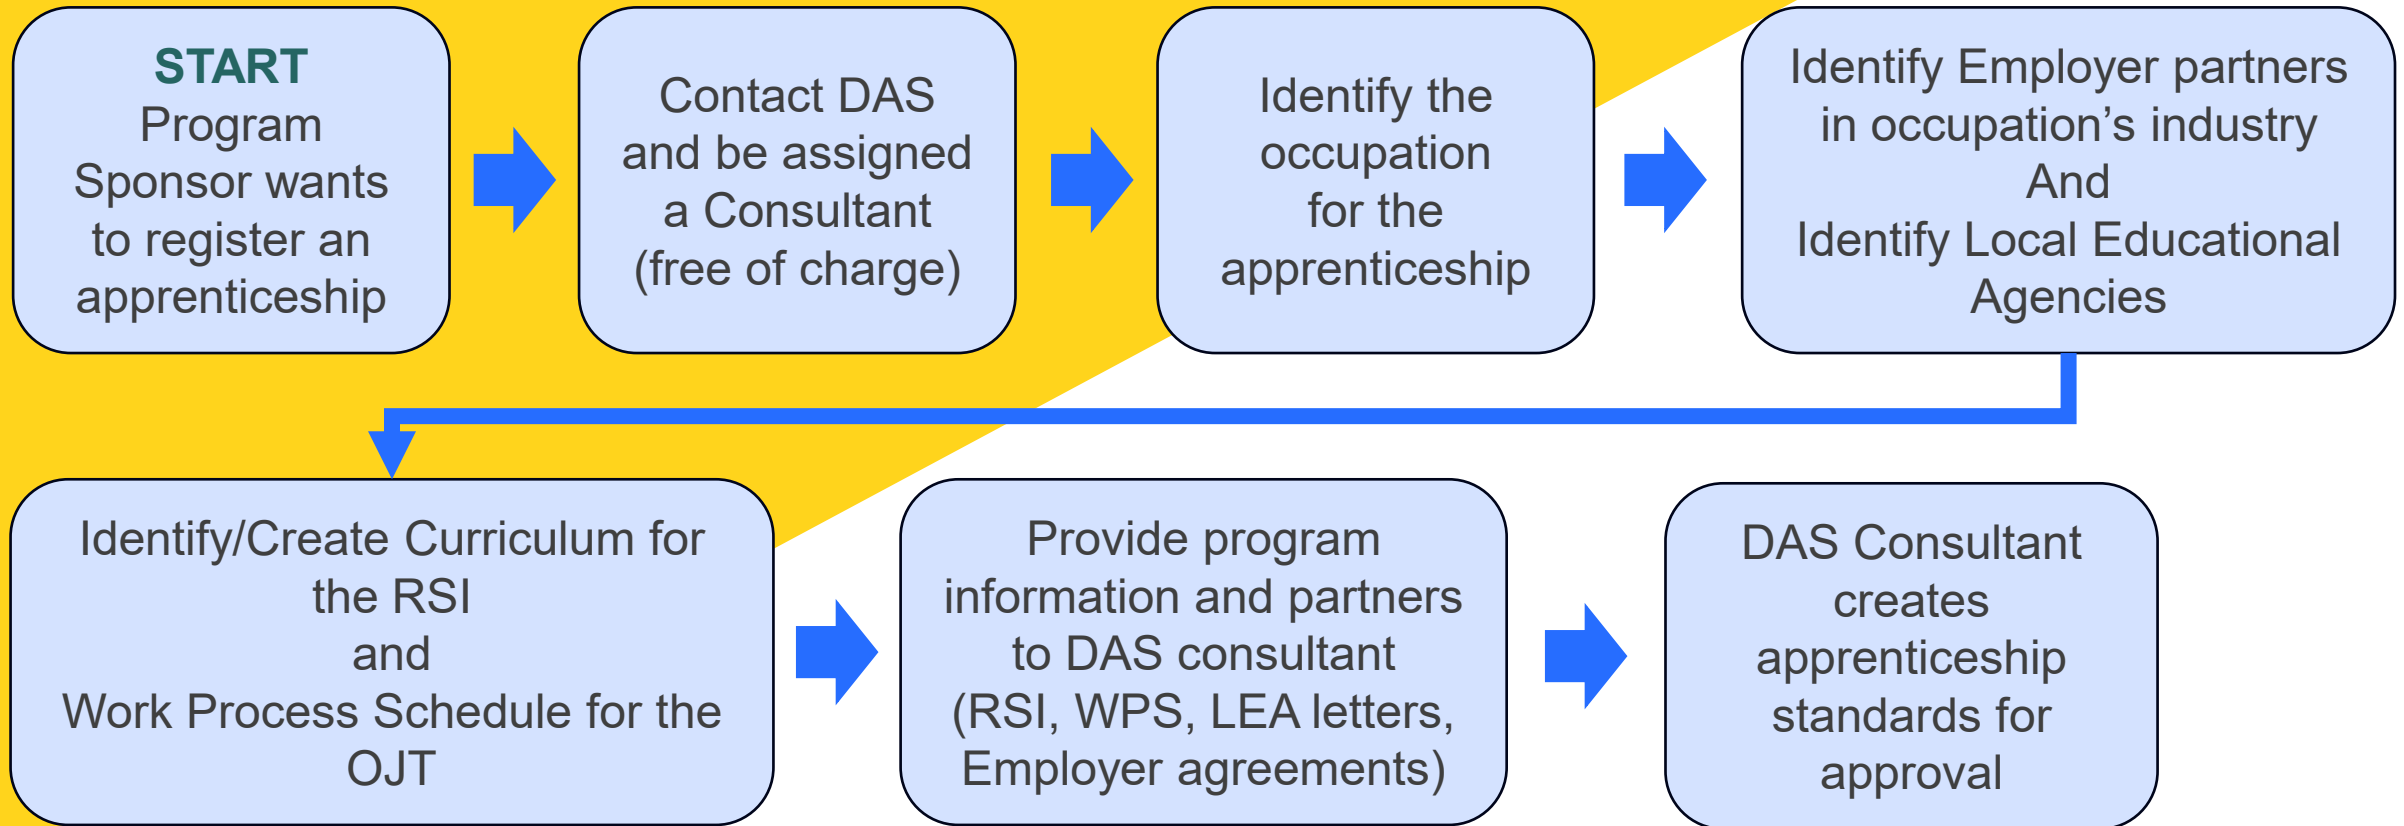 START
Program
Sponsor wants
to register an
apprenticeship
Contact DAS
and be assigned
a Consultant
(free of charge)
Identify the
occupation
for the
apprenticeship
Identify Employer partners
in occupation’s industry
And
Identify Local Educational
Agencies
Identify/Create Curriculum for
the RSI
and
Work Process Schedule for the
OJT
Provide program
information and partners
to DAS consultant
(RSI, WPS, LEA letters,
Employer agreements)
DAS Consultant
creates
apprenticeship
standards for
approval